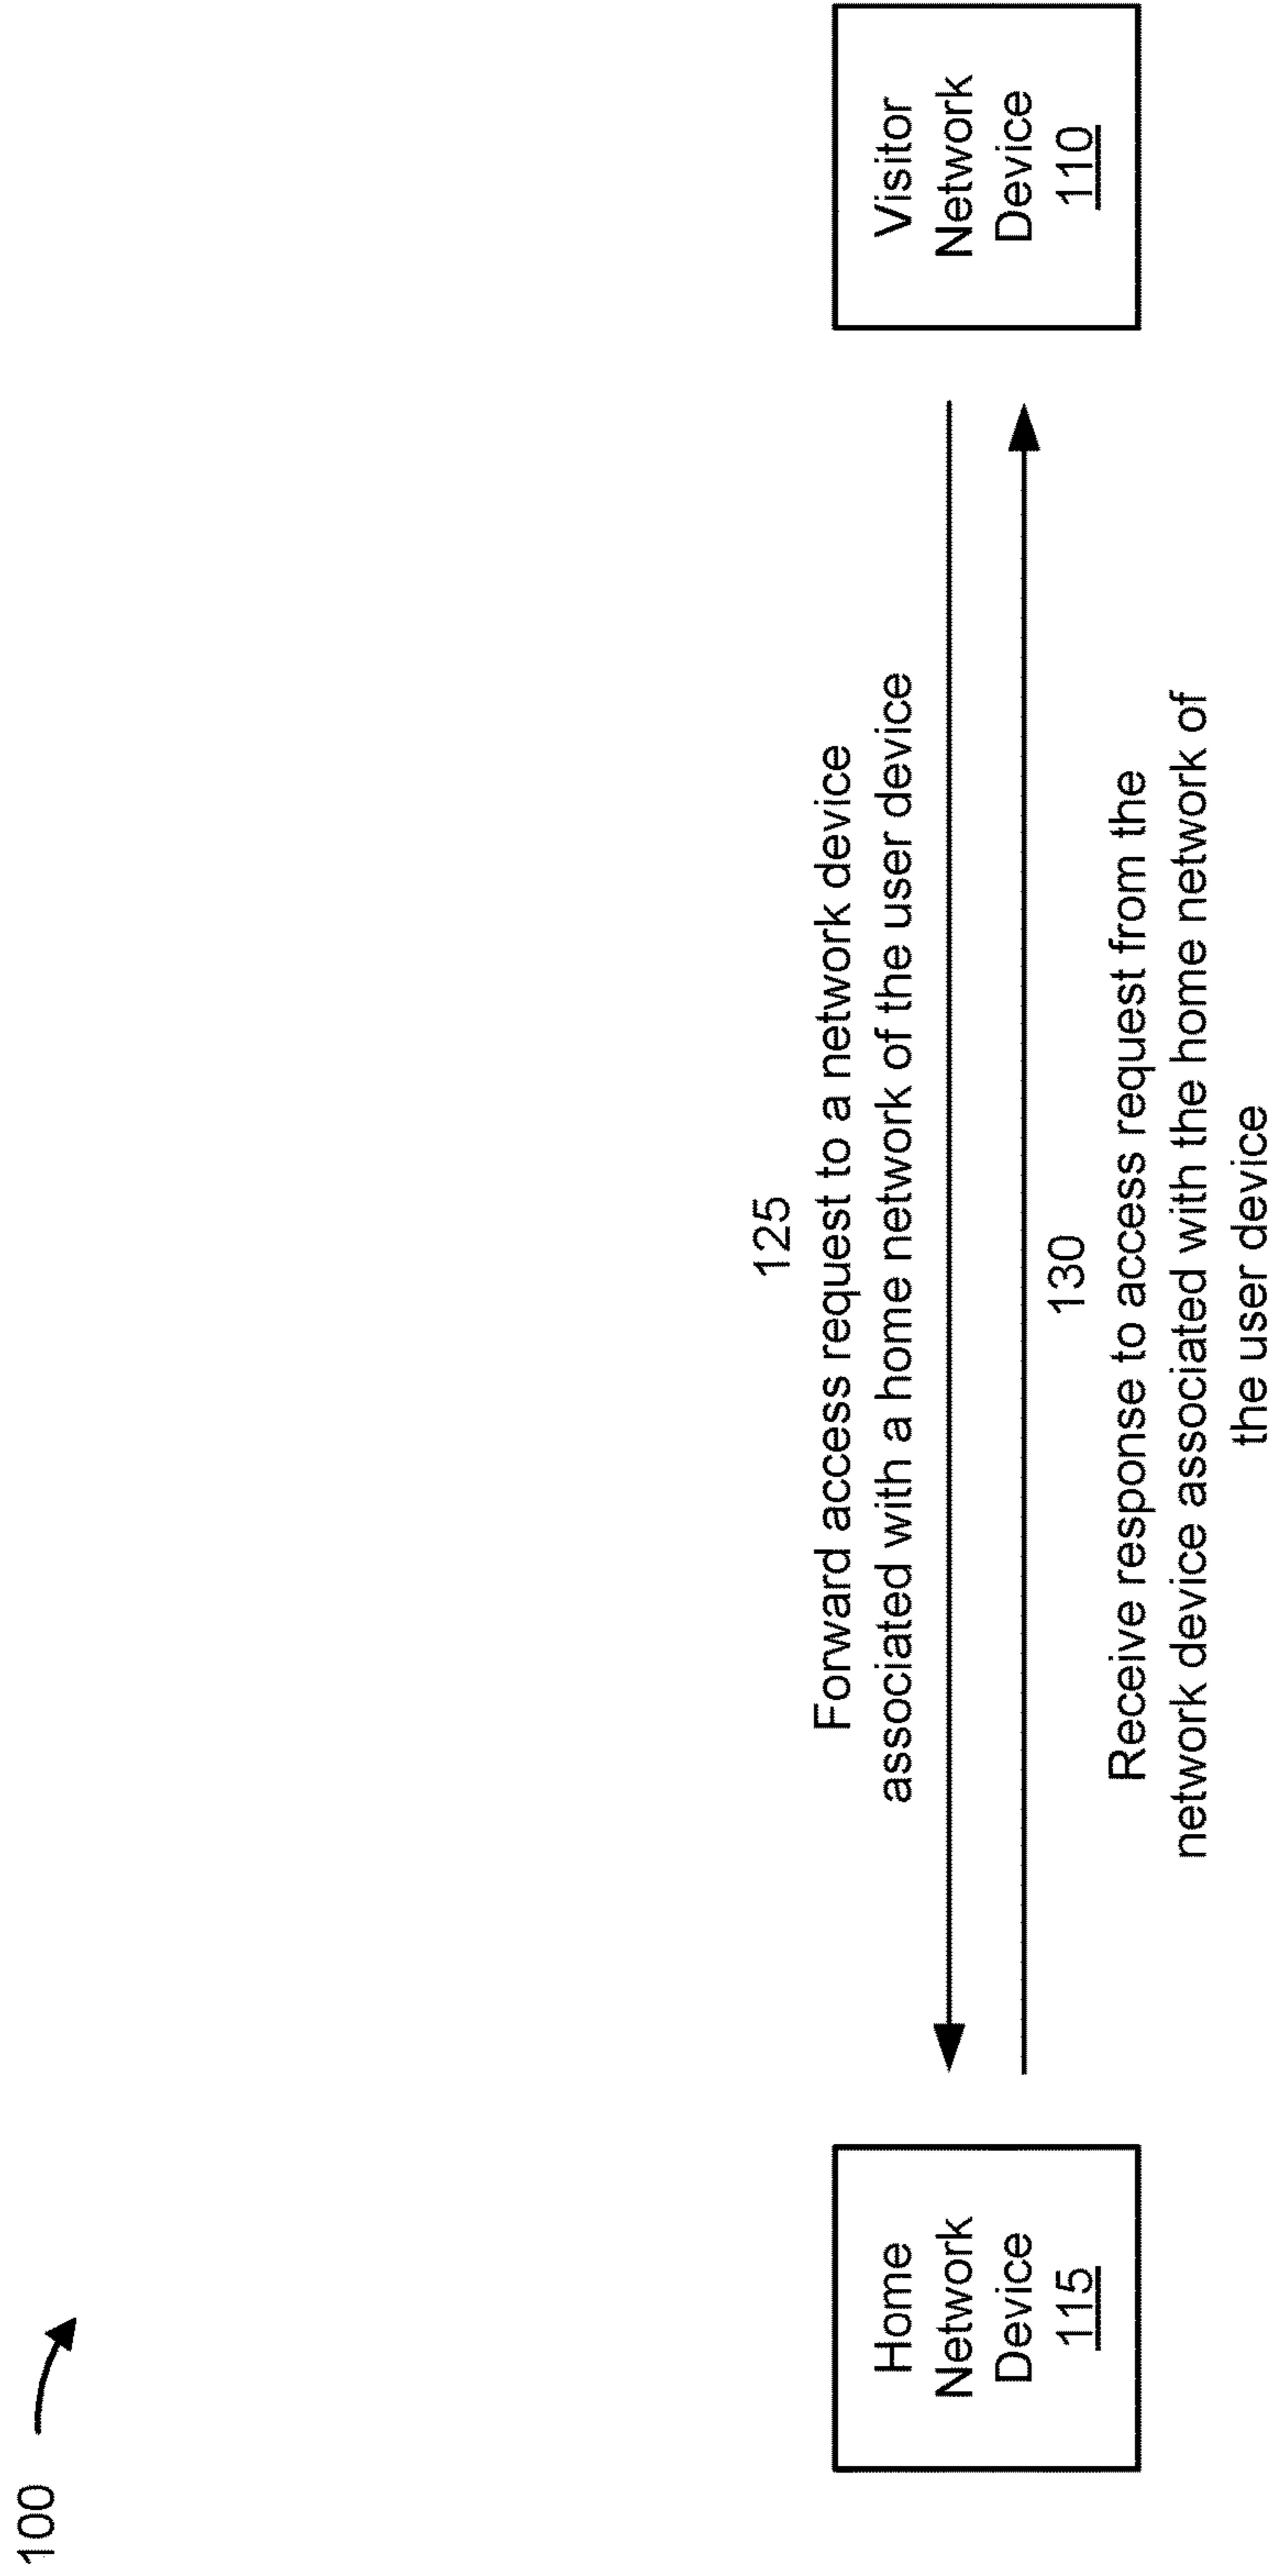 100
125
Forward access request to a network device
associated with a home network of the user device
Home
Network
Device
115
Visitor
Network
Device
110
130
Receive response to access request from the
network device associated with the home network of
the user device